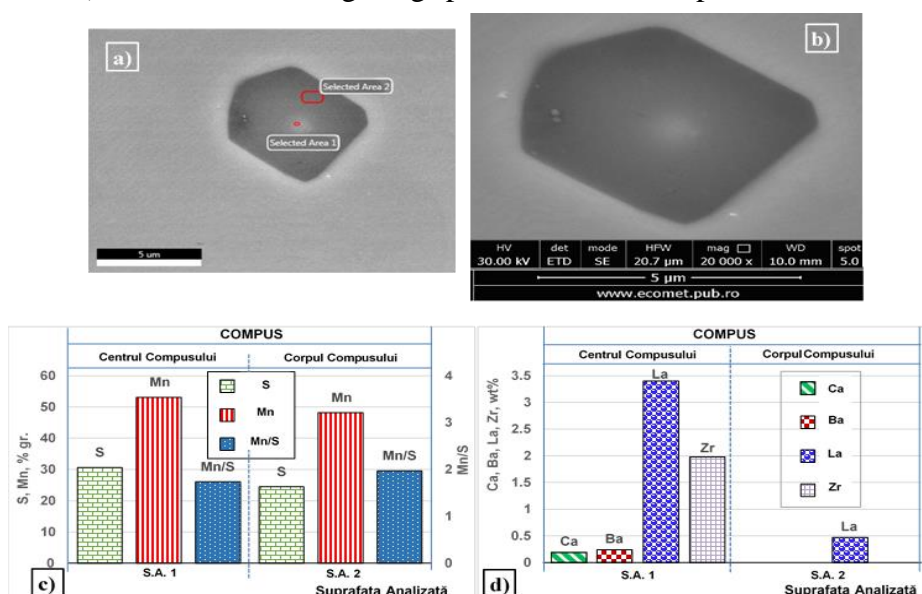 a)
Selected Area 2
Selected Area 1
5 um
b)
HV det mode HFW mag WD spot
30.00 kV ETD SE 20.7 µm 20 000 x 10.0 mm 5.0
5 µm
www.ecomet.pub.ro
COMPUS
Centrul Compusului Corpul Compusului
S, Mn, % gr.
60
50
40
30
20
10
0
S
Mn
Mn/S
S
Mn
Mn/S
S
Mn
Mn/S
4
3
2
1
0
Mn/S
S.A. 1 S.A. 2
c)
Suprafața Analizată
COMPUS
Centrul Compusului Corpul Compusului
Ca, Ba, La, Zr, wt%
3.5
3
2.5
2
1.5
1
0.5
0
Ca
Ba
La
Zr
La
Ca
Ba
La
Zr
S.A. 1 S.A. 2
d)
Suprafața Analizată